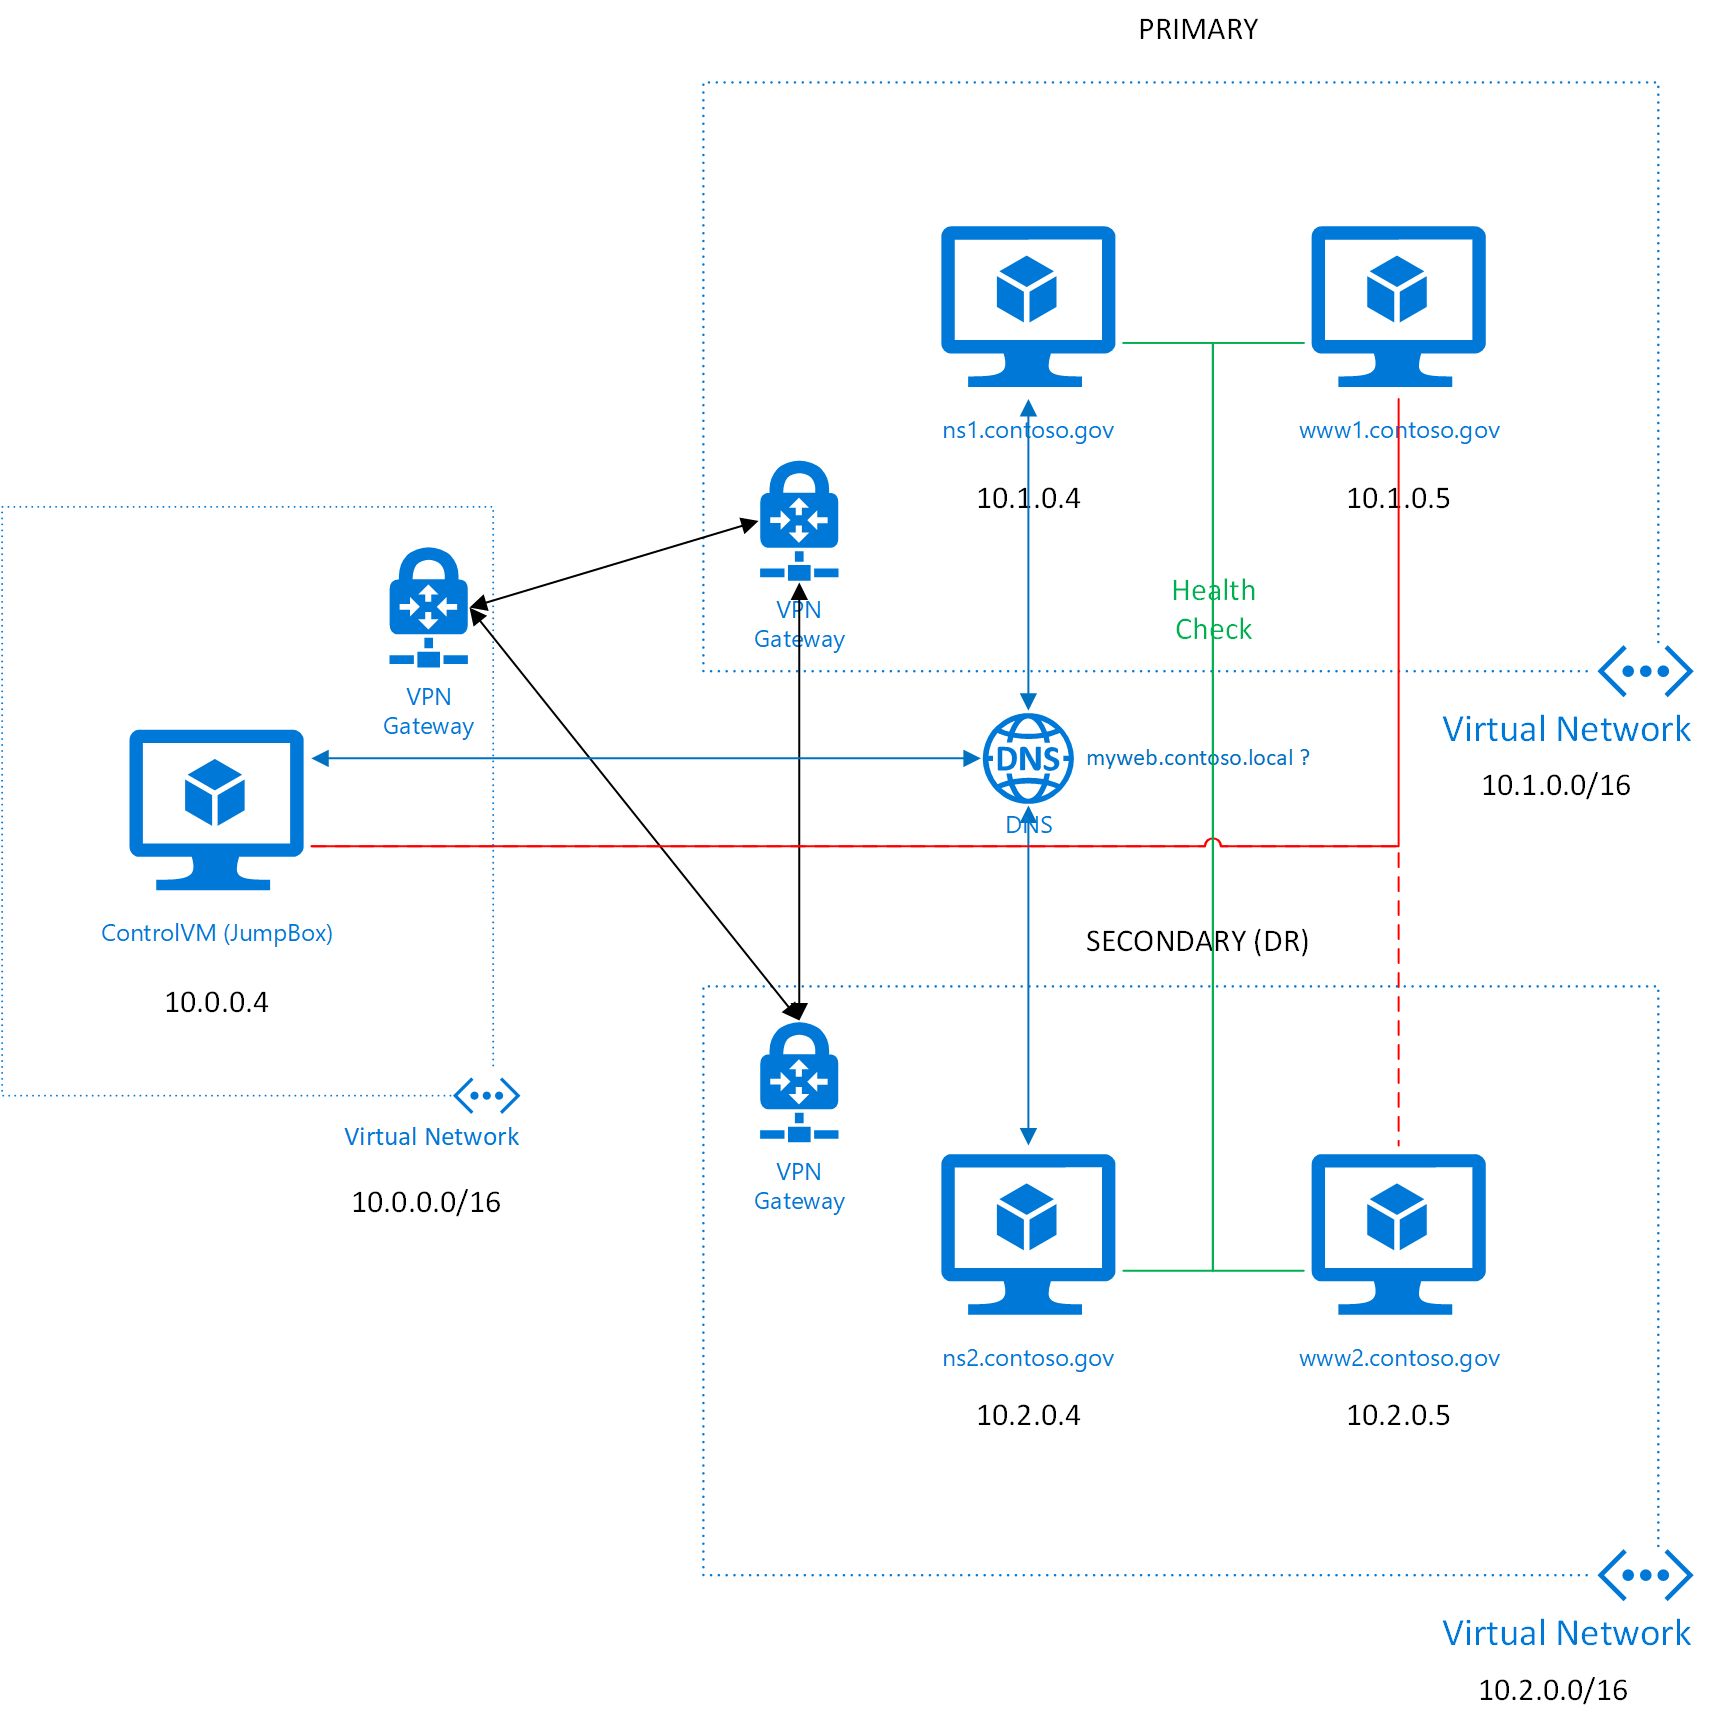 PRIMARY
ns1.contoso.gov
www1.contoso.gov
10.1.0.4
10.1.0.5
VPN
Gateway
Health
Check
VPN
Gateway
Virtual Network
10.1.0.0/16
DNS
myweb.contoso.local ?
DNS
ControlVM (JumpBox)
10.0.0.4
SECONDARY (DR)
Virtual Network
10.0.0.0/16
VPN
Gateway
ns2.contoso.gov
www2.contoso.gov
10.2.0.4
10.2.0.5
Virtual Network
10.2.0.0/16